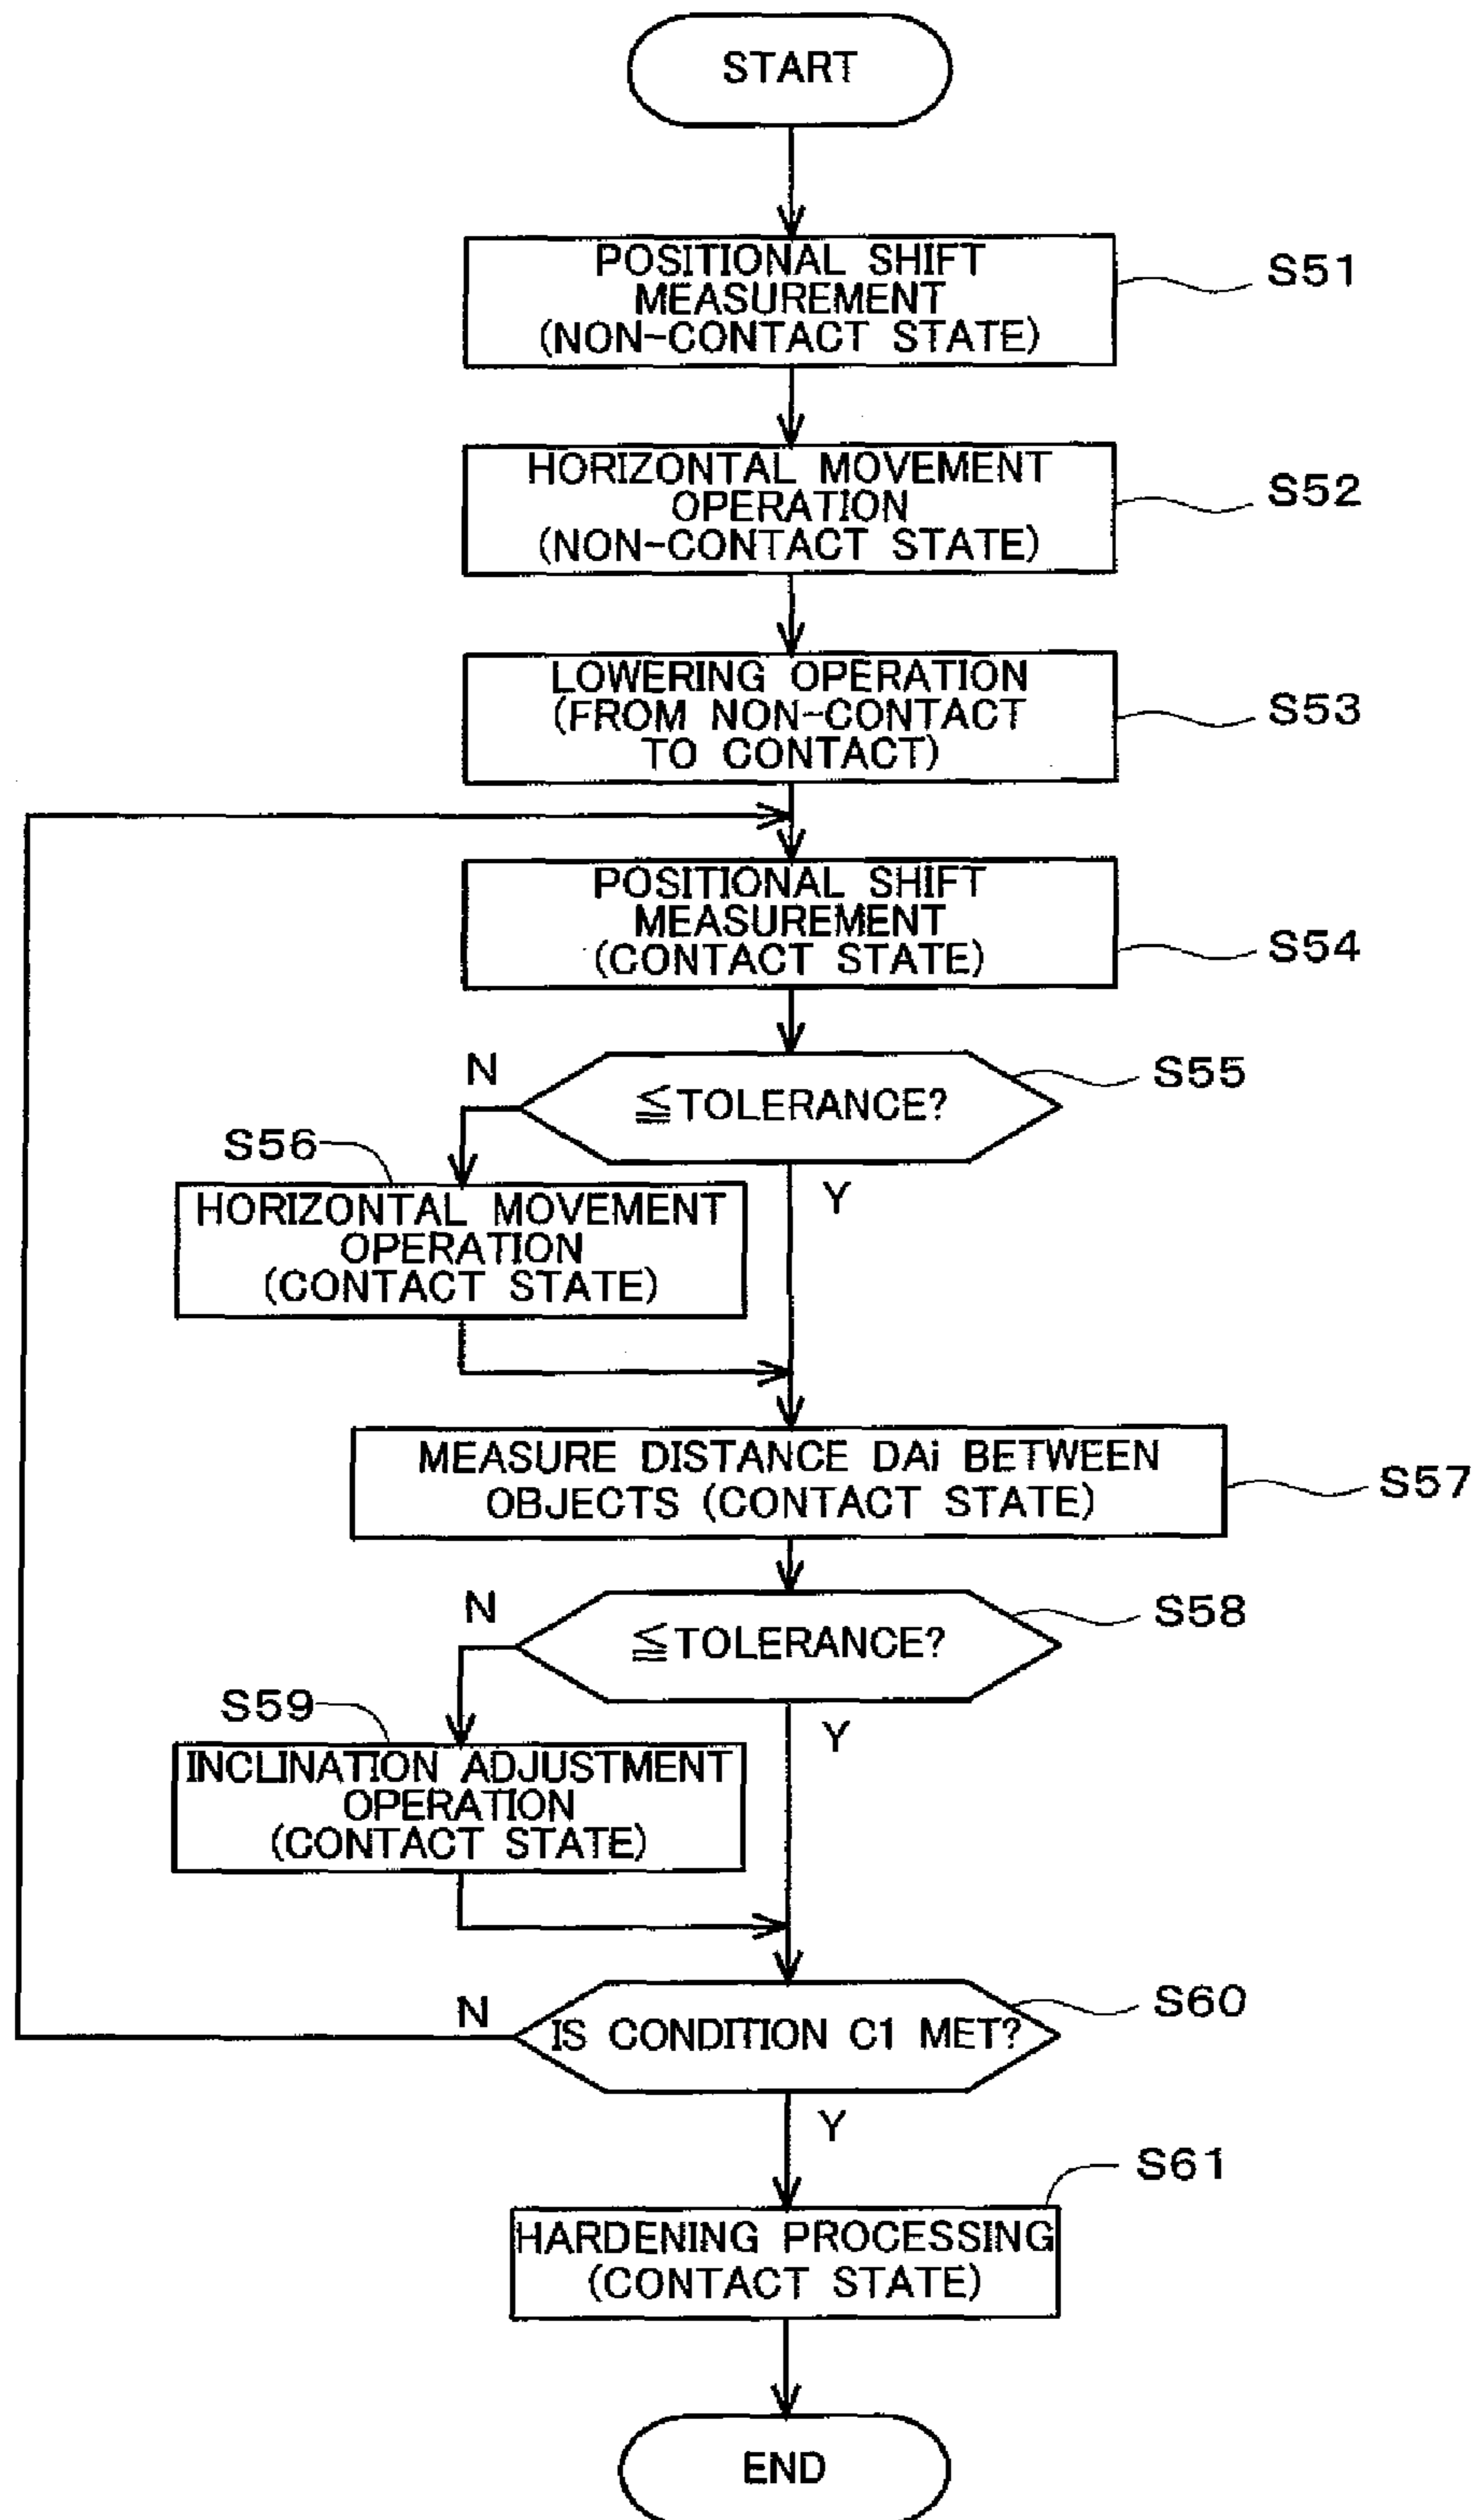 START
POSITIONAL SHIFT
MEASUREMENT
(NON-CONTACT STATE)
S51
HORIZONTAL MOVEMENT
OPERATION
(NON-CONTACT STATE)
S52
LOWERING OPERATION
(FROM NON-CONTACT
TO CONTACT)
S53
POSITIONAL SHIFT
MEASUREMENT
(CONTACT STATE)
S54
N
≦TOLERANCE?
S55
Y
S56
HORIZONTAL MOVEMENT
OPERATION
(CONTACT STATE)
MEASURE DISTANCE DAi BETWEEN
OBJECTS (CONTACT STATE)
S57
N
≦TOLERANCE?
S58
Y
S59
INCLINATION ADJUSTMENT
OPERATION
(CONTACT STATE)
N
IS CONDITION C1 MET?
S60
Y
S61
HARDENING PROCESSING
(CONTACT STATE)
END